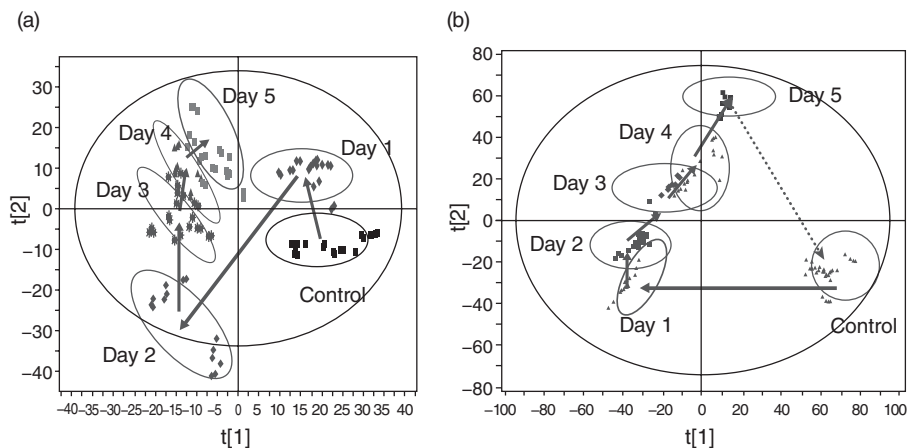 (a)
30
20
10
0
−10
−20
−30
−40
t[2]
−40 −35 −30 −25 −20 −15 −10 −5 0 5 10 15 20 25 30 35 40
t[1]
Day 5
Day 4
Day 1
Day 3
Control
Day 2
(b)
80
60
40
20
0
−20
−40
−60
−80
t[2]
−100 −80 −60 −40 −20 0 20 40 60 80 100
t[1]
Day 5
Day 4
Day 3
Day 2
Day 1
Control